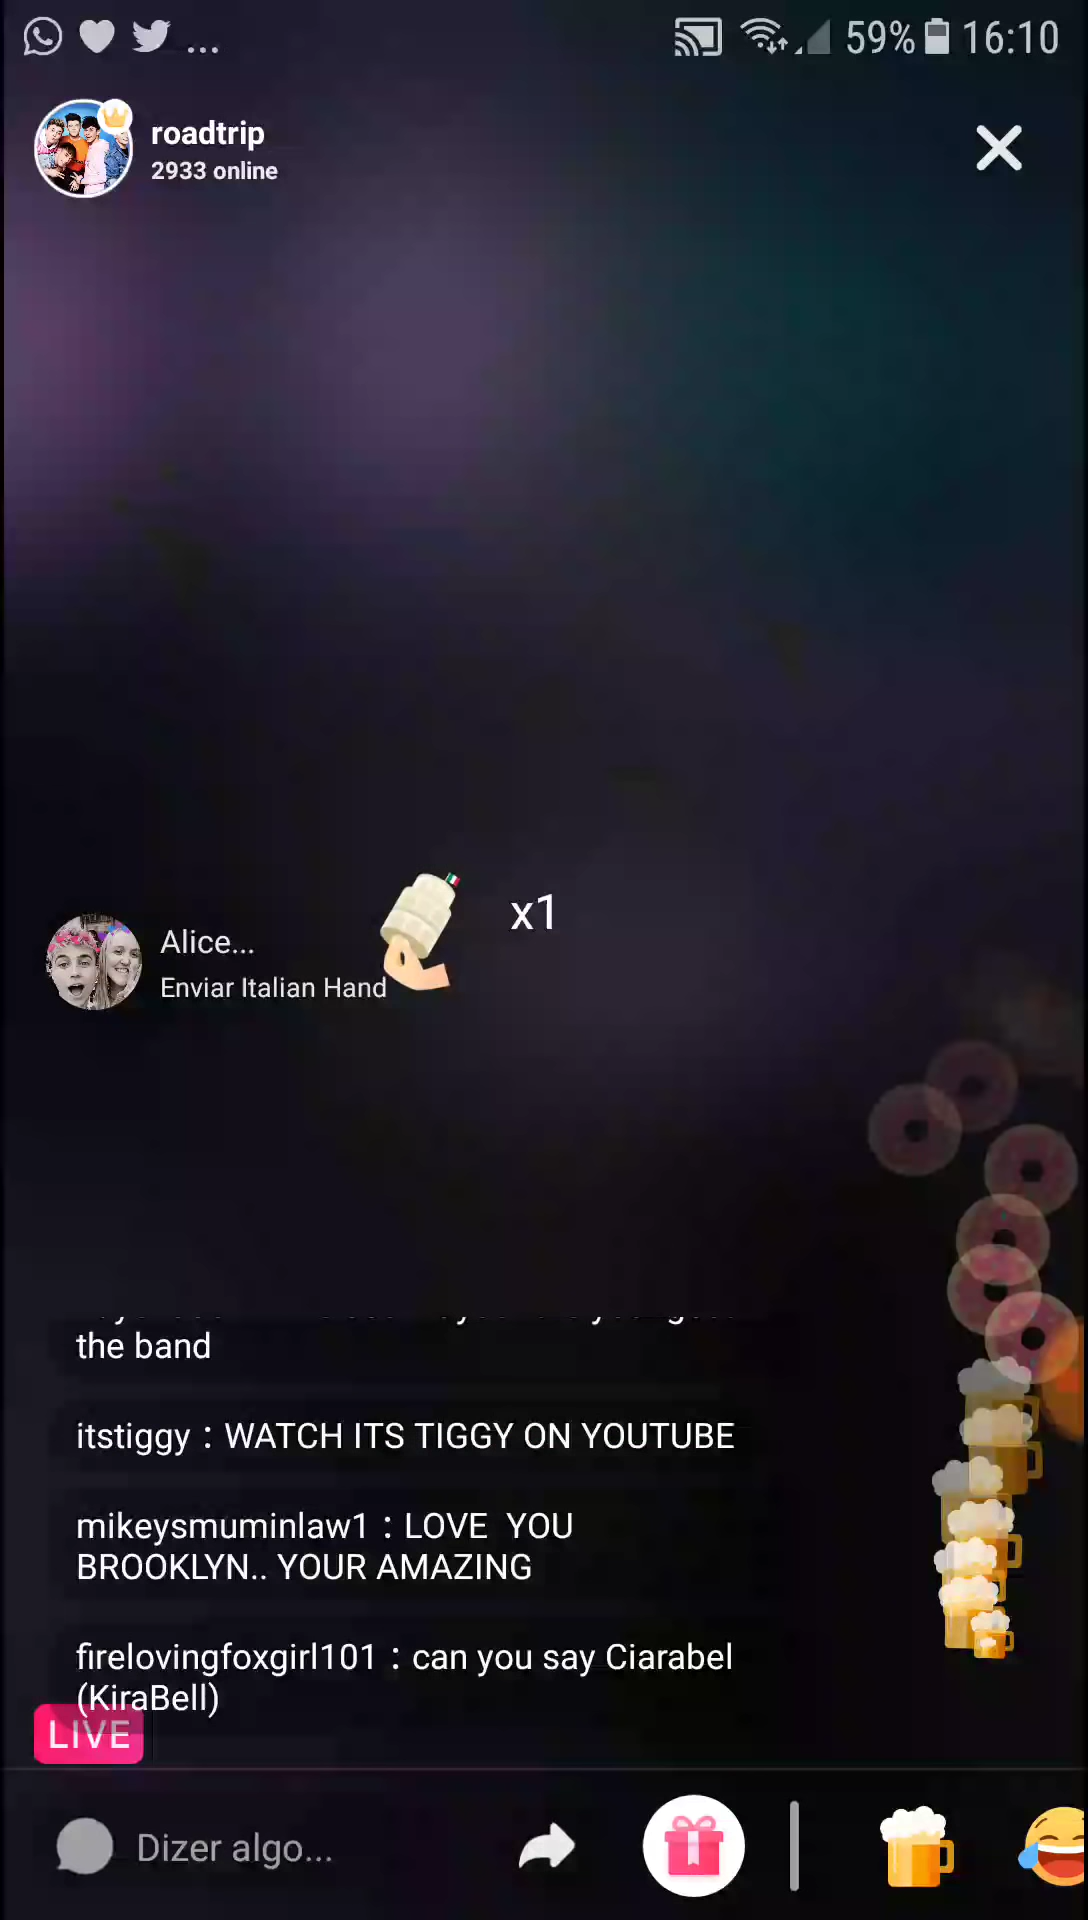 ... 59% 16:10
roadtrip
2933 online
x1
Alice...
Enviar Italian Hand
the band
itstiggy : WATCH ITS TIGGY ON YOUTUBE
mikeysmuminlaw1 : LOVE  YOU
BROOKLYN.. YOUR AMAZING
firelovingfoxgirl101 : can you say Ciarabel
(KiraBell)
LIVE
Dizer algo...